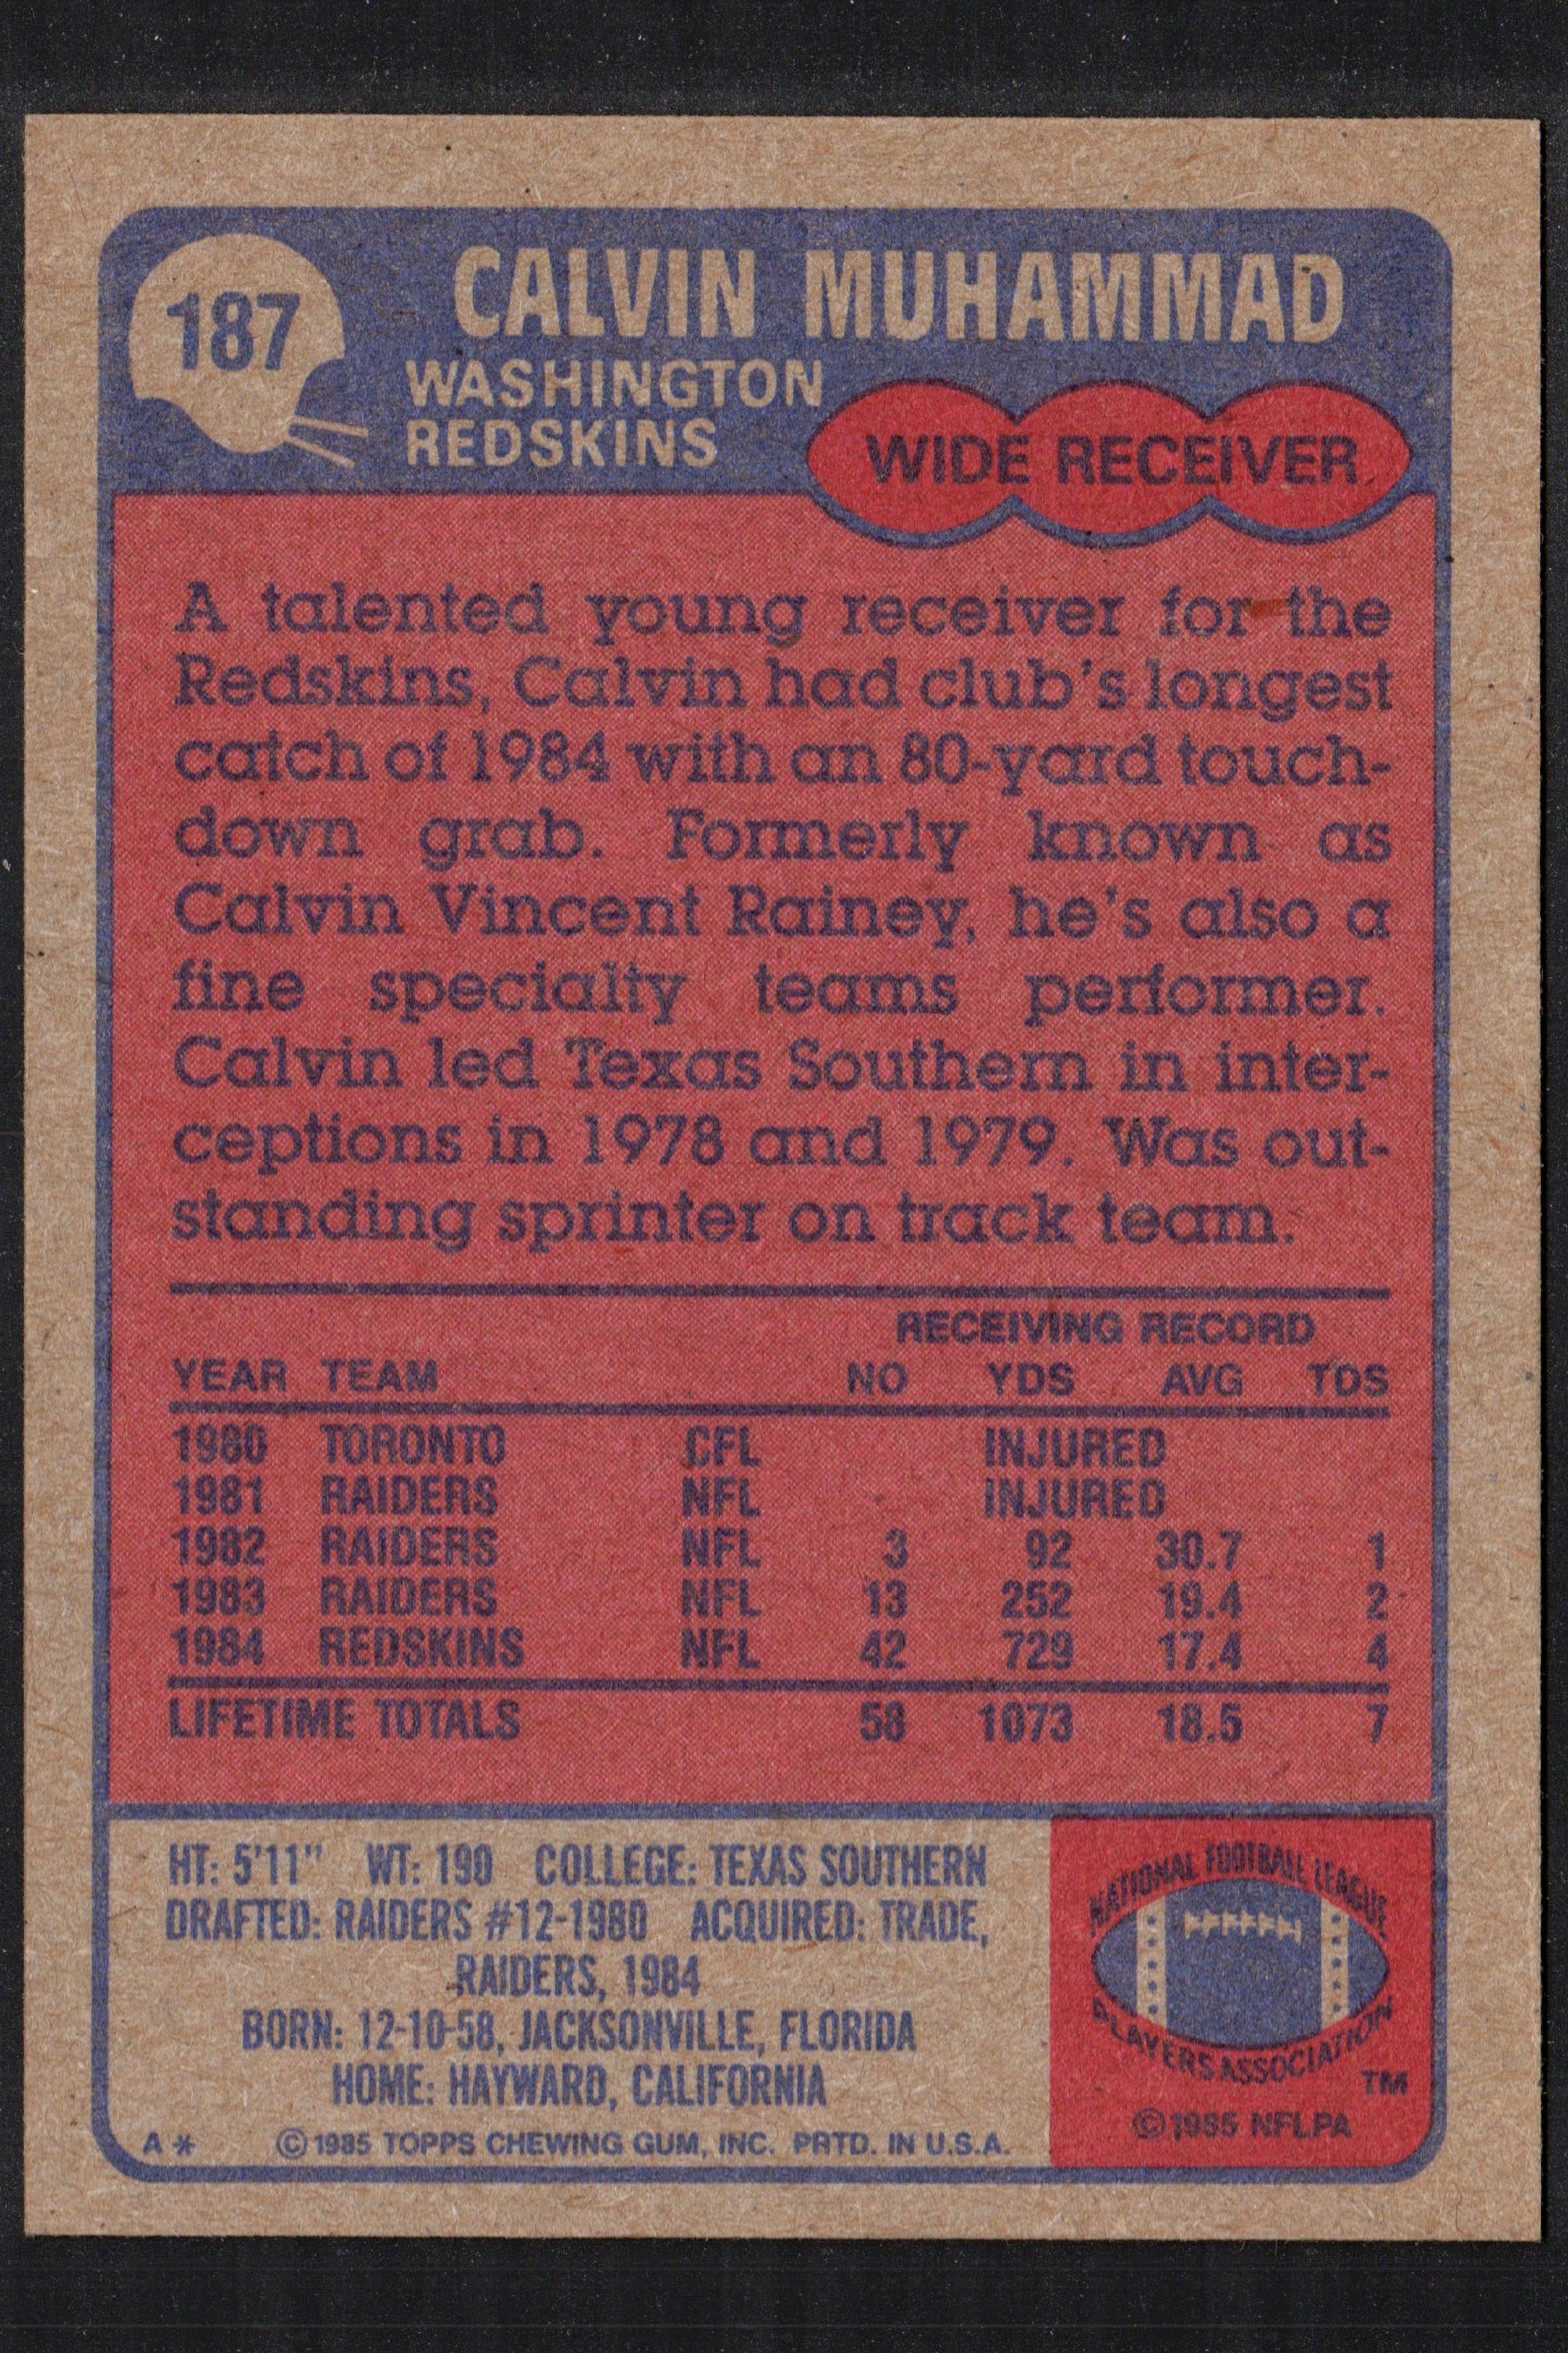 187
CALVIN MUHAMMAD
WASHINGTON
REDSKINS
WIDE RECEIVER
A talented young receiver for the
Redskins, Calvin had club's longest
catch of 1984 with an 80-yard touch-
down grab. Formerly known as
Calvin Vincent Rainey, he's also a
fine specialty teams performer.
Calvin led Texas Southern in inter-
ceptions in 1978 and 1979. Was out-
standing sprinter on track team.
RECEIVING RECORD
YEAR TEAM NO YDS AVG TDS
1980 TORONTO CFL INJURED
1981 RAIDERS NFL INJURED
1982 RAIDERS NFL 3 92 30.7 1
1983 RAIDERS NFL 13 252 19.4 2
1984 REDSKINS NFL 42 729 17.4 4
LIFETIME TOTALS 58 1073 18.5 7
HT: 5'11" WT: 190 COLLEGE: TEXAS SOUTHERN
DRAFTED: RAIDERS #12-1980 ACQUIRED: TRADE,
RAIDERS, 1984
BORN: 12-10-58, JACKSONVILLE, FLORIDA
HOME: HAYWARD, CALIFORNIA
A* © 1985 TOPPS CHEWING GUM, INC. PRTD. IN U.S.A.
NATIONAL FOOTBALL LEAGUE
PLAYERS ASSOCIATION
TM
© 1985 NFLPA